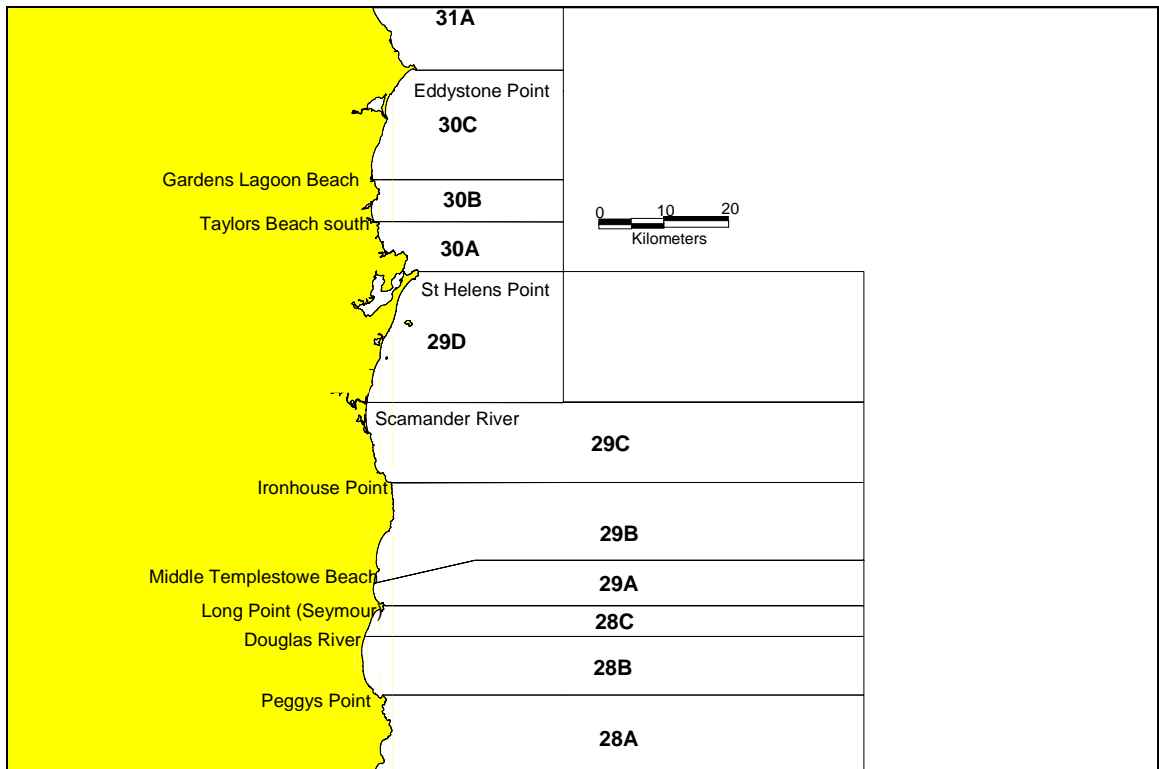 31A
Eddystone Point
30C
Gardens Lagoon Beach
30B
Taylors Beach south
0 10 20
Kilometers
30A
St Helens Point
29D
Scamander River
29C
Ironhouse Point
29B
Middle Templestowe Beach
29A
Long Point (Seymour)
28C
Douglas River
28B
Peggys Point
28A